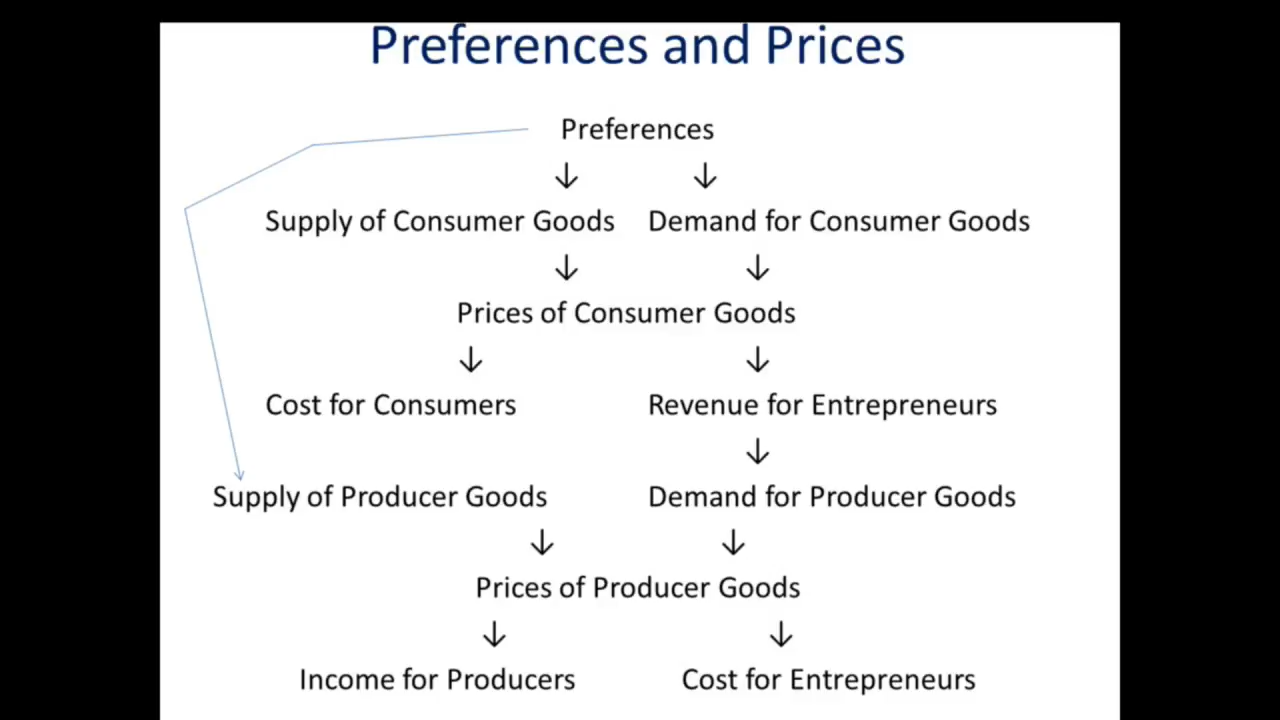 Preferences and Prices
Preferences
↓ ↓
Supply of Consumer Goods Demand for Consumer Goods
↓ ↓
Prices of Consumer Goods
↓ ↓
Cost for Consumers Revenue for Entrepreneurs
↓
Supply of Producer Goods Demand for Producer Goods
↓ ↓
Prices of Producer Goods
↓ ↓
Income for Producers Cost for Entrepreneurs